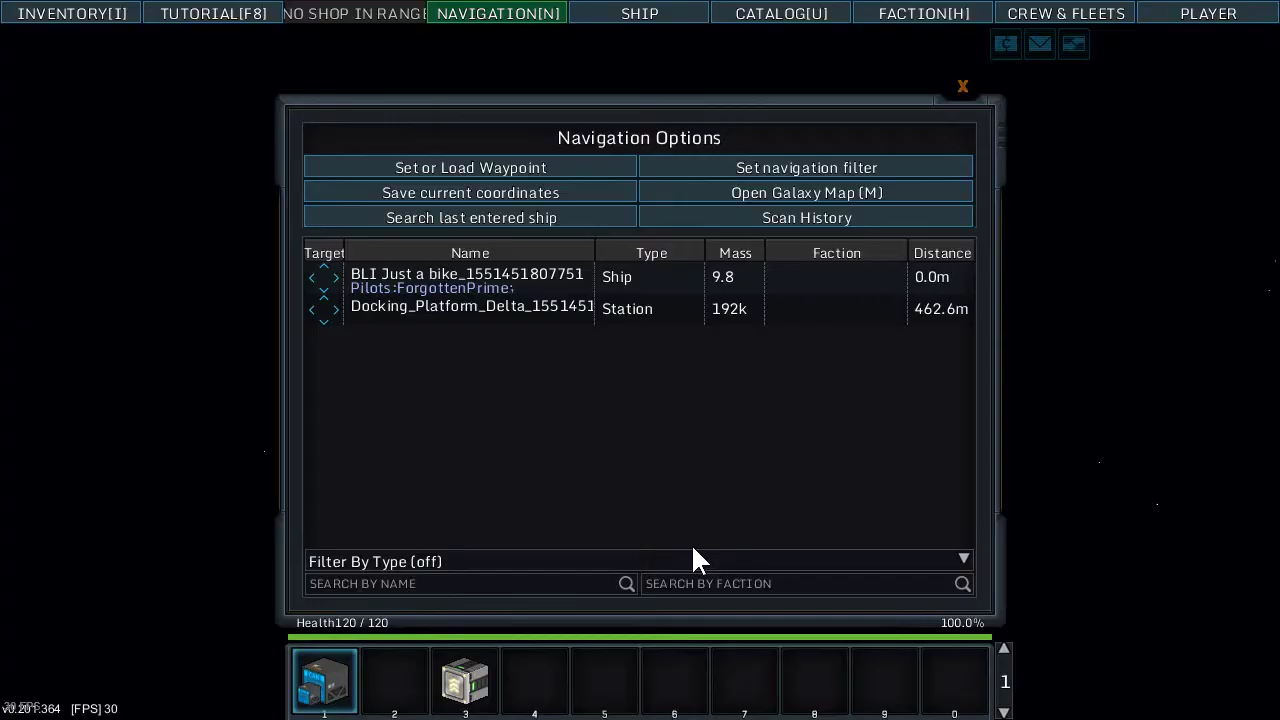 INVENTORY[I] TUTORIAL[F8] NO SHOP IN RANGE NAVIGATION[N] SHIP CATALOG[U] FACTION[H] CREW & FLEETS PLAYER
X
Navigation Options
Set or Load Waypoint Set navigation filter
Save current coordinates Open Galaxy Map (M)
Search last entered ship Scan History
Target Name Type Mass Faction Distance
BLI Just a bike_1551451807751 Ship 9.8 0.0m
Pilots:ForgottenPrime;
Docking_Platform_Delta_1551451 Station 192k 462.6m
Filter By Type (off)
SEARCH BY NAME SEARCH BY FACTION
Health120 / 120 100.0%
1
1 2 3 4 5 6 7 8 9 0
[FPS] 30